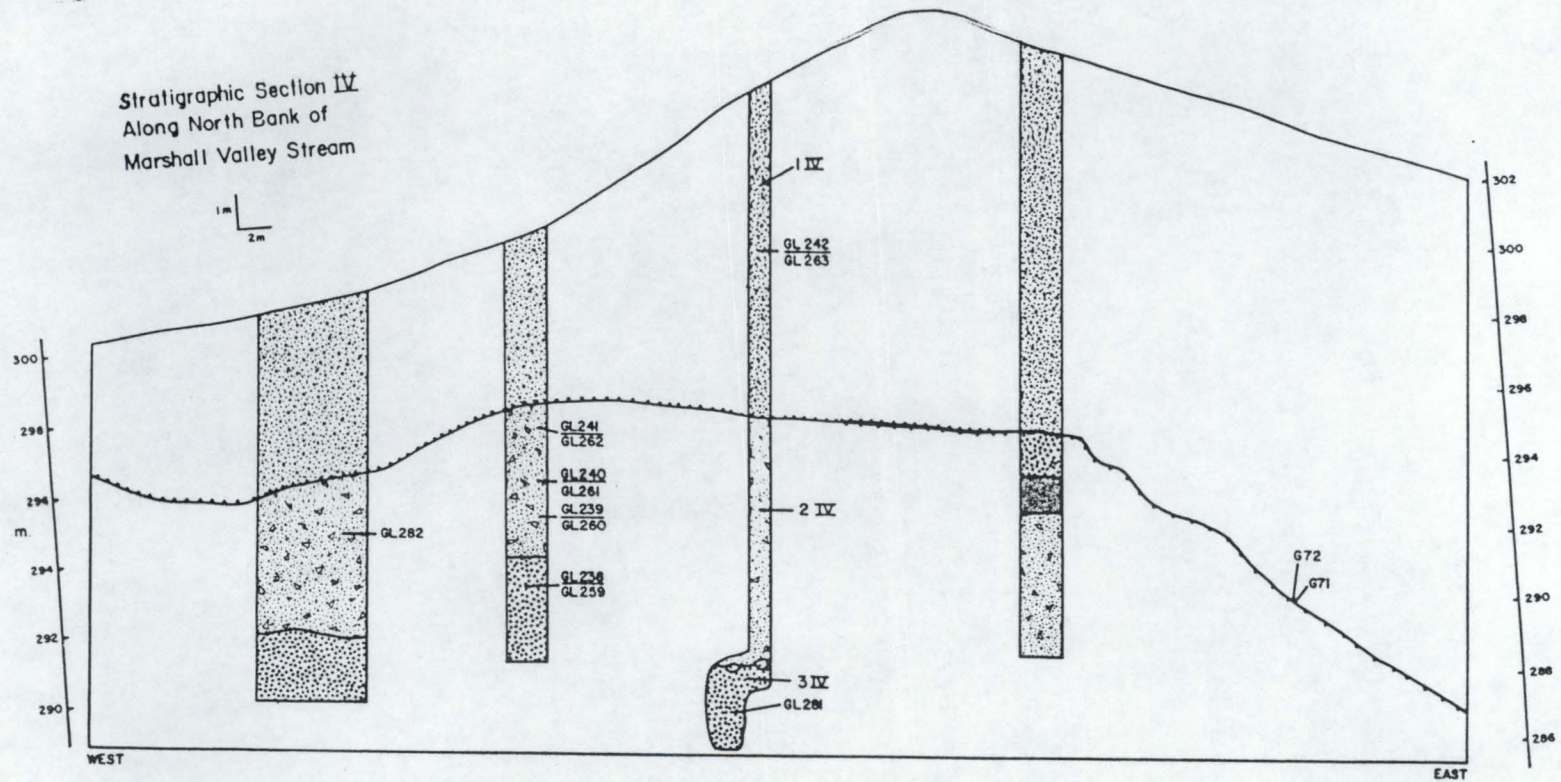 Stratigraphic Section IV
Along North Bank of
Marshall Valley Stream
1m
2m
1 IV
GL242
GL263
302
300
298
296
294
292
290
288
286
300
298
296
m.
294
292
290
GL241
GL262
GL240
GL261
GL239
GL260
GL238
GL259
GL282
2 IV
3 IV
GL281
G72
G71
WEST
EAST